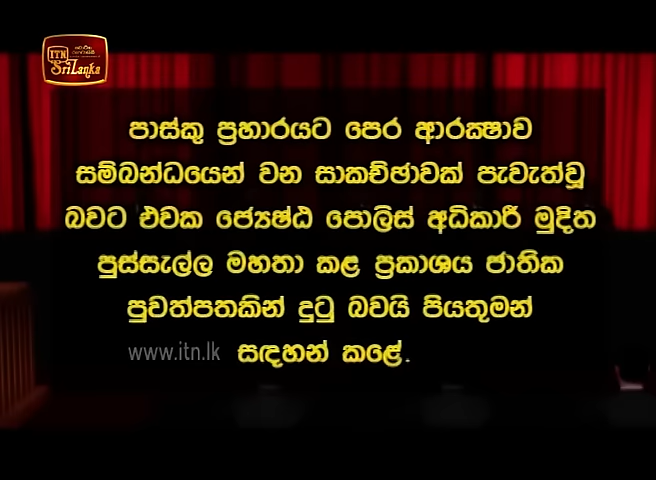 ITN
SriLanka
පාස්කු ප්‍රහාරයට පෙර ආරක්‍ෂාව
සම්බන්ධයෙන් වන සාකච්ඡාවක් පැවැත්වූ
බවට එවක ජ්‍යෙෂ්ඨ පොලිස් අධිකාරී මුදිත
පුස්සැල්ල මහතා කළ ප්‍රකාශය ජාතික
පුවත්පතකින් දුටු බවයි පියතුමන්
www.itn.lk සඳහන් කළේ.